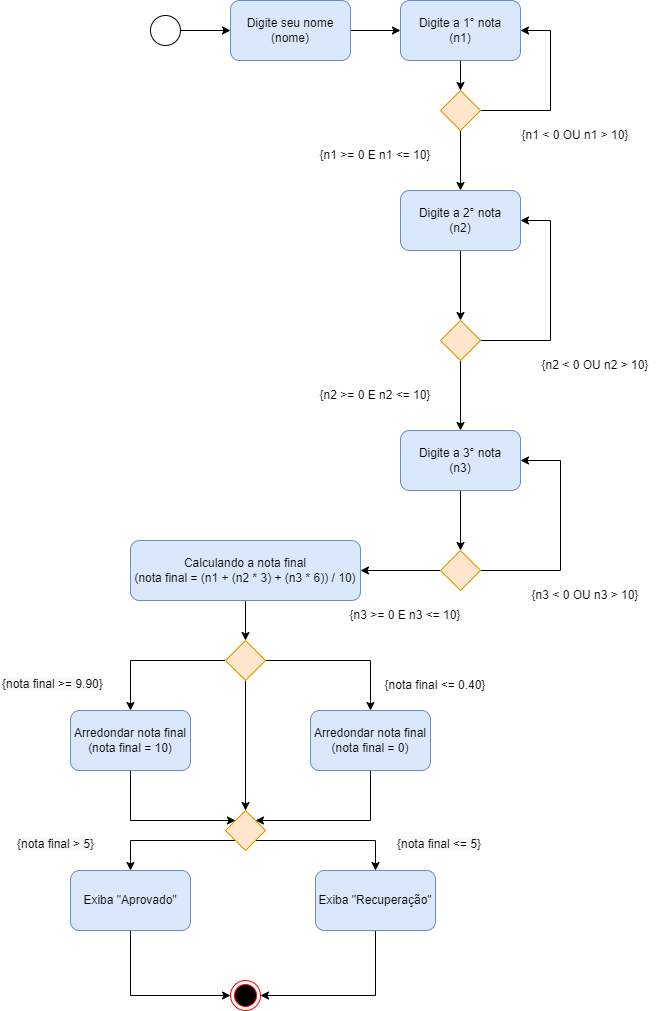 Digite seu nome
(nome)
Digite a 1° nota
(n1)
{n1 < 0 OU n1 > 10}
{n1 >= 0 E n1 <= 10}
Digite a 2° nota
(n2)
{n2 < 0 OU n2 > 10}
{n2 >= 0 E n2 <= 10}
Digite a 3° nota
(n3)
Calculando a nota final
(nota final = (n1 + (n2 * 3) + (n3 * 6)) / 10)
{n3 < 0 OU n3 > 10}
{n3 >= 0 E n3 <= 10}
{nota final >= 9.90}
{nota final <= 0.40}
Arredondar nota final
(nota final = 10)
Arredondar nota final
(nota final = 0)
{nota final > 5}
{nota final <= 5}
Exiba "Aprovado"
Exiba "Recuperação"